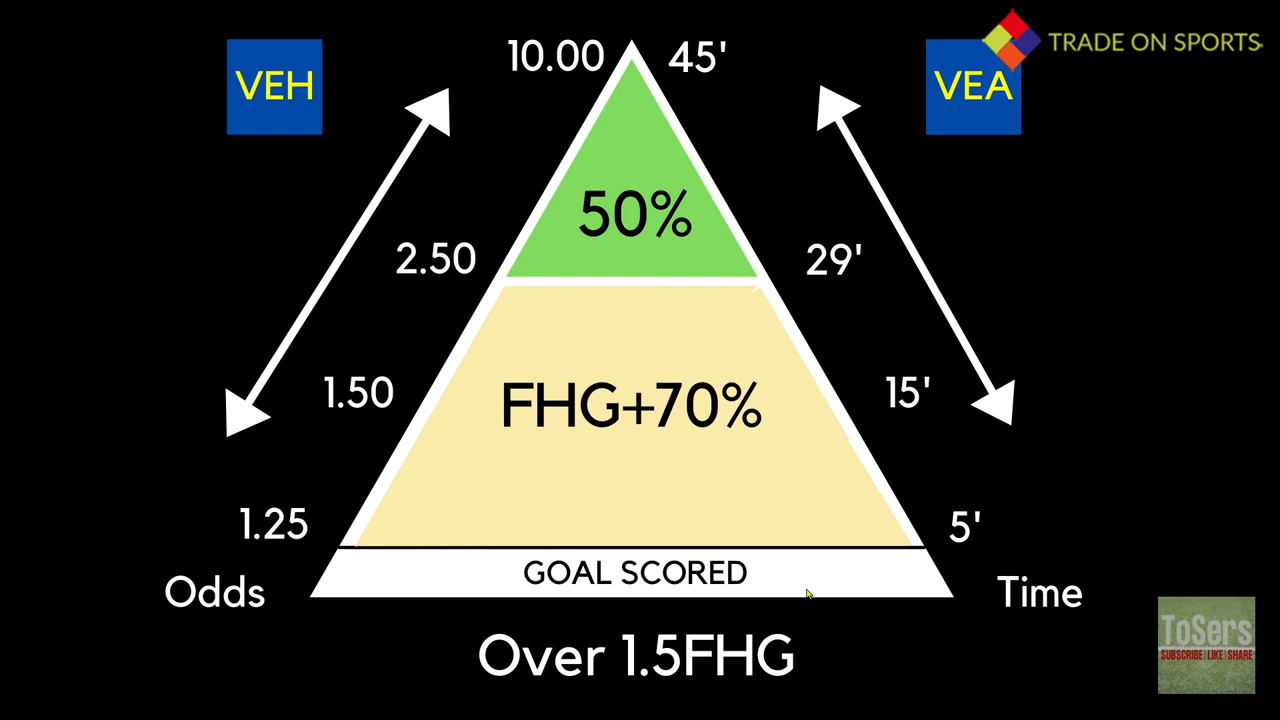 10.00
45'
TRADE ON SPORTS
VEH
VEA
50%
2.50
29'
1.50
FHG+70%
15'
1.25
5'
GOAL SCORED
Odds
Time
Over 1.5FHG
ToSers
SUBSCRIBE|LIKE|SHARE